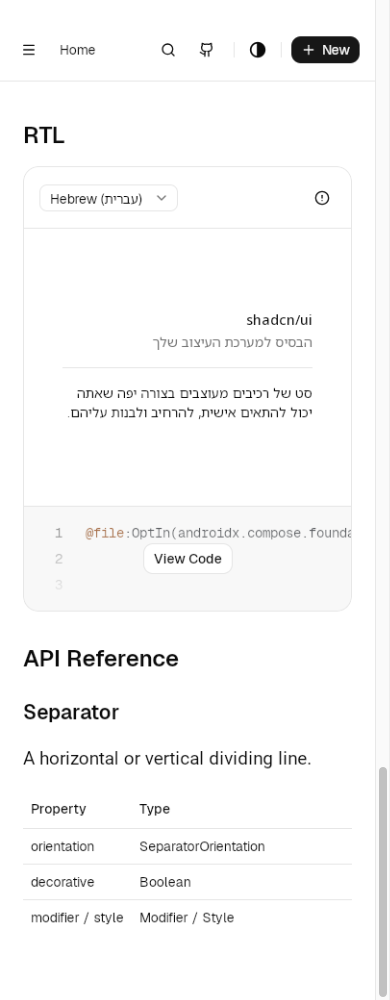 Home
New
RTL
Hebrew (עברית)
shadcn/ui
הבסיס למערכת העיצוב שלך
סט של רכיבים מעוצבים בצורה יפה שאתה
יכול להתאים אישית, להרחיב ולבנות עליהם.
1 @file:OptIn(androidx.compose.founda
2
View Code
3
API Reference
Separator
A horizontal or vertical dividing line.
Property Type
orientation SeparatorOrientation
decorative Boolean
modifier / style Modifier / Style